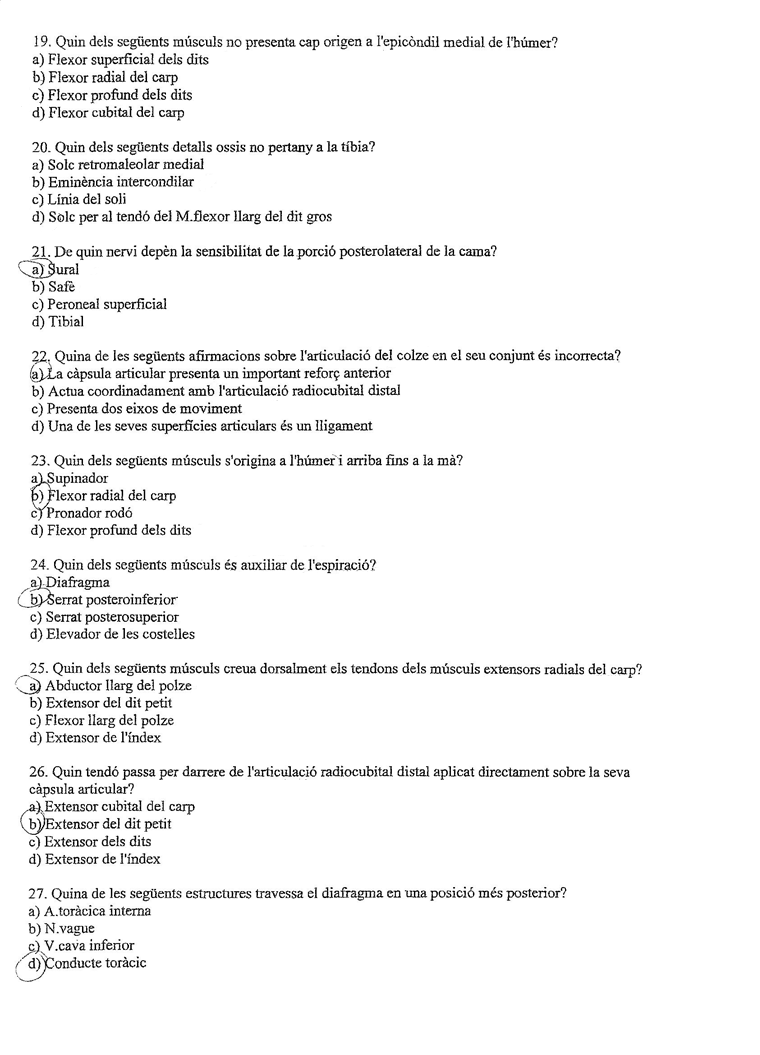 19. Quin dels següents músculs no presenta cap origen a l'epicòndil medial de l'húmer?
a) Flexor superficial dels dits
b) Flexor radial del carp
c) Flexor profund dels dits
d) Flexor cubital del carp
20. Quin dels següents detalls ossis no pertany a la tíbia?
a) Solc retromaleolar medial
b) Eminència intercondilar
c) Línia del soli
d) Solc per al tendó del M.flexor llarg del dit gros
21. De quin nervi depèn la sensibilitat de la porció posterolateral de la cama?
a) Sural
b) Safè
c) Peroneal superficial
d) Tibial
22. Quina de les següents afirmacions sobre l'articulació del colze en el seu conjunt és incorrecta?
a) La càpsula articular presenta un important reforç anterior
b) Actua coordinadament amb l'articulació radiocubital distal
c) Presenta dos eixos de moviment
d) Una de les seves superfícies articulars és un lligament
23. Quin dels següents músculs s'origina a l'húmer i arriba fins a la mà?
a) Supinador
b) Flexor radial del carp
c) Pronador rodó
d) Flexor profund dels dits
24. Quin dels següents músculs és auxiliar de l'espiració?
a) Diafragma
b) Serrat posteroinferior
c) Serrat posterosuperior
d) Elevador de les costelles
25. Quin dels següents músculs creua dorsalment els tendons dels músculs extensors radials del carp?
a) Abductor llarg del polze
b) Extensor del dit petit
c) Flexor llarg del polze
d) Extensor de l'índex
26. Quin tendó passa per darrere de l'articulació radiocubital distal aplicat directament sobre la seva
càpsula articular?
a) Extensor cubital del carp
b) Extensor del dit petit
c) Extensor dels dits
d) Extensor de l'índex
27. Quina de les següents estructures travessa el diafragma en una posició més posterior?
a) A.toràcica interna
b) N.vague
c) V.cava inferior
d) Conducte toràcic